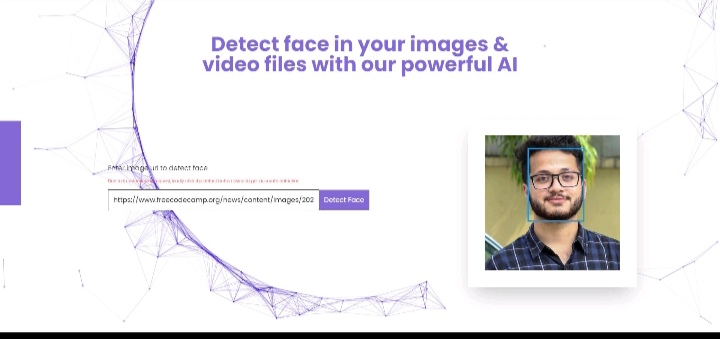 Detect face in your images &
video files with our powerful AI
Enter image url to detect face
https://www.freecodecamp.org/news/content/images/202
Detect Face